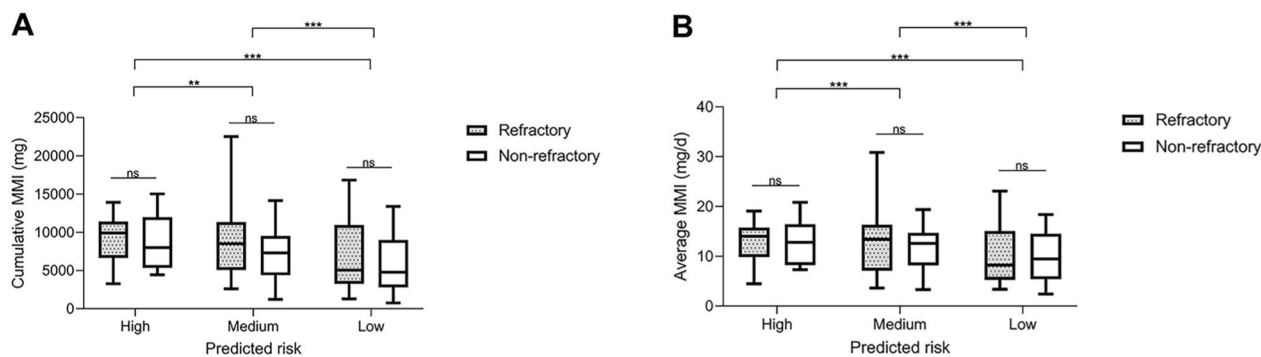 A
***
***
**
ns
ns
ns
Cumulative MMI (mg)
25000
20000
15000
10000
5000
0
High
Medium
Low
Predicted risk
Refractory
Non-refractory
B
***
***
***
ns
ns
ns
Average MMI (mg/d)
40
30
20
10
0
High
Medium
Low
Predicted risk
Refractory
Non-refractory